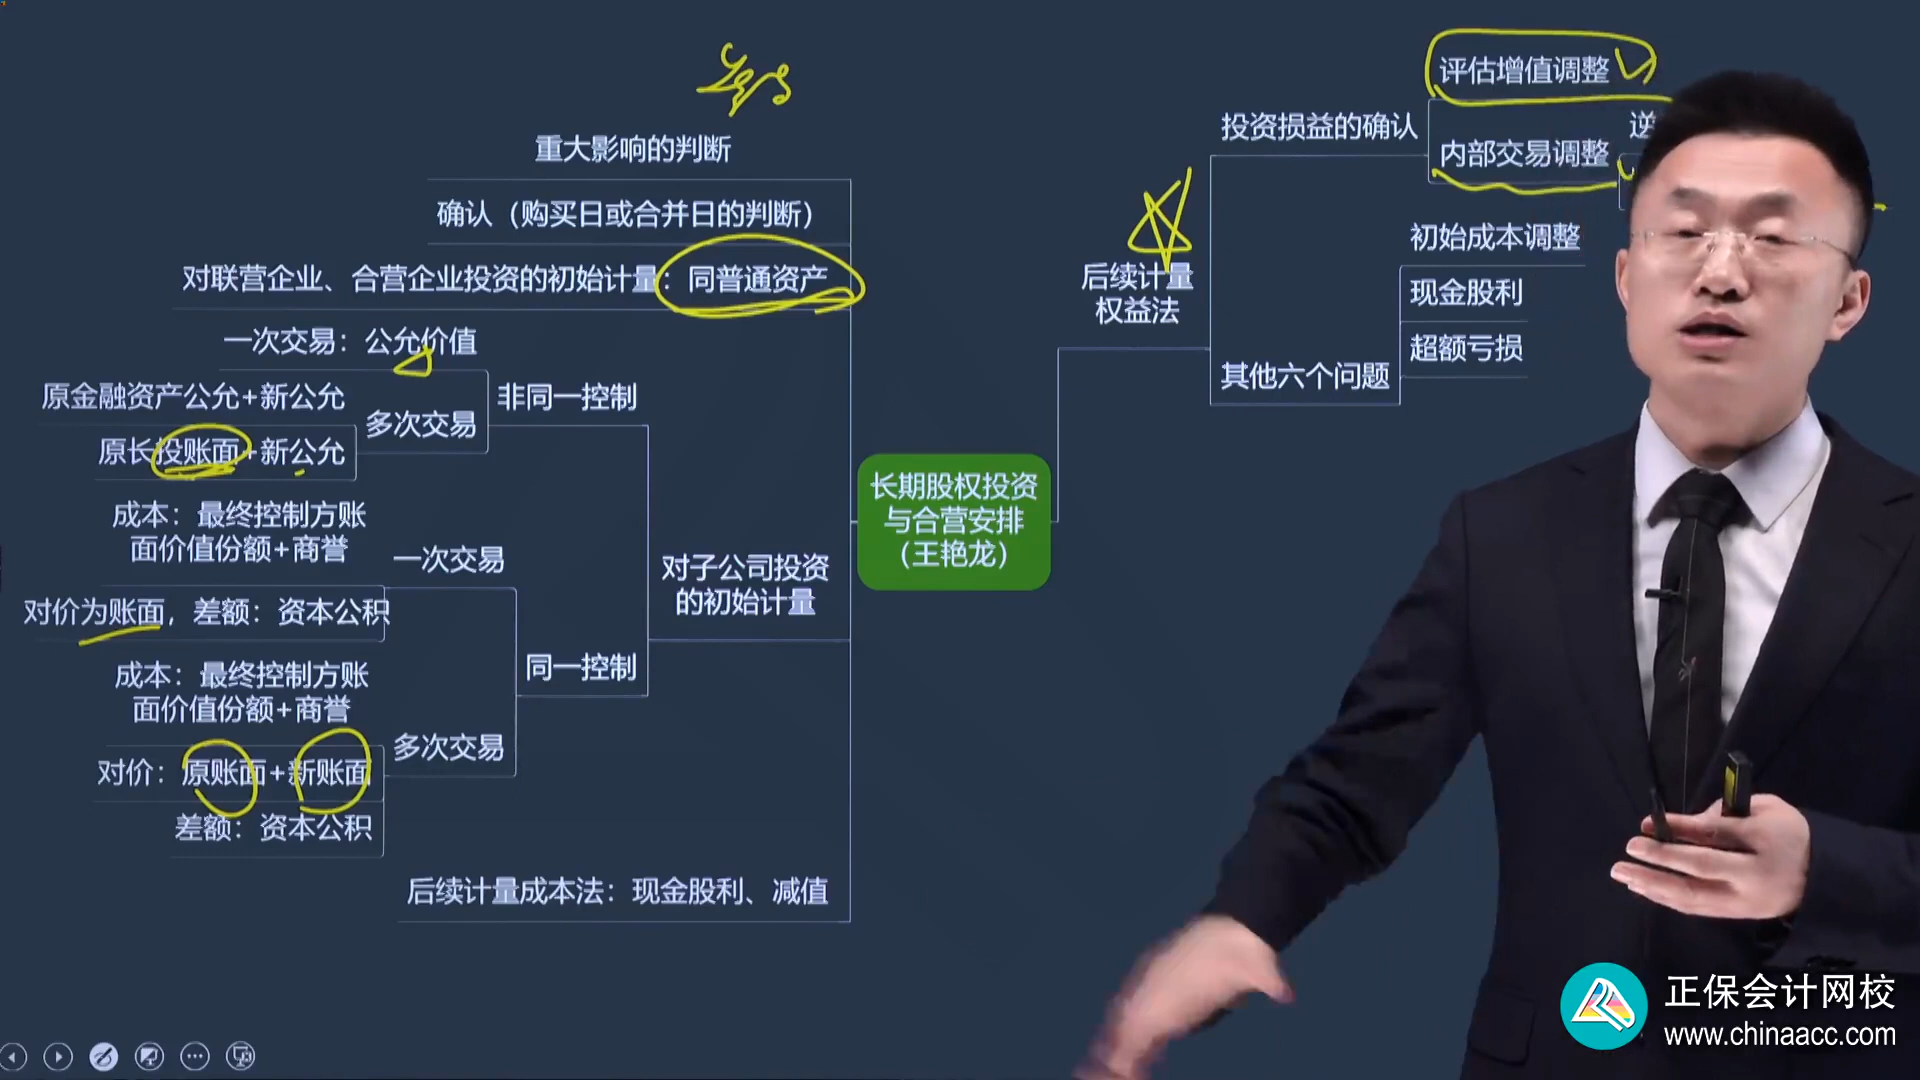 重大影响的判断
确认（购买日或合并日的判断）
对联营企业、合营企业投资的初始计量：同普通资产
一次交易：公允价值
原金融资产公允+新公允
原长投账面+新公允
多次交易
非同一控制
成本：最终控制方账
面价值份额+商誉
对价为账面，差额：资本公积
一次交易
成本：最终控制方账
面价值份额+商誉
对价：原账面+新账面
差额：资本公积
多次交易
同一控制
对子公司投资
的初始计量
后续计量成本法：现金股利、减值
长期股权投资
与合营安排
（王艳龙）
后续计量
权益法
投资损益的确认
评估增值调整
内部交易调整
逆
其他六个问题
初始成本调整
现金股利
超额亏损
正保会计网校
www.chinaacc.com